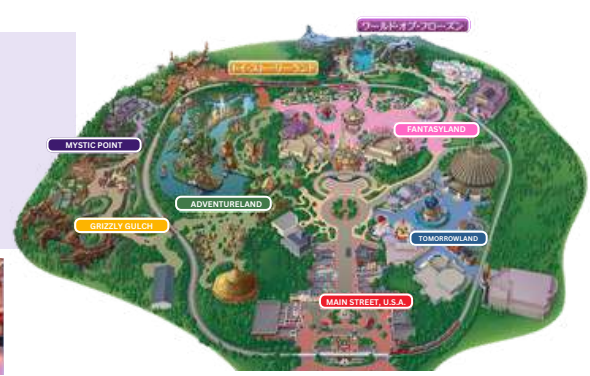 ワールド・オブ・フローズン
トイ・ストーリーランド
FANTASYLAND
MYSTIC POINT
ADVENTURELAND
GRIZZLY GULCH
TOMORROWLAND
MAIN STREET, U.S.A.